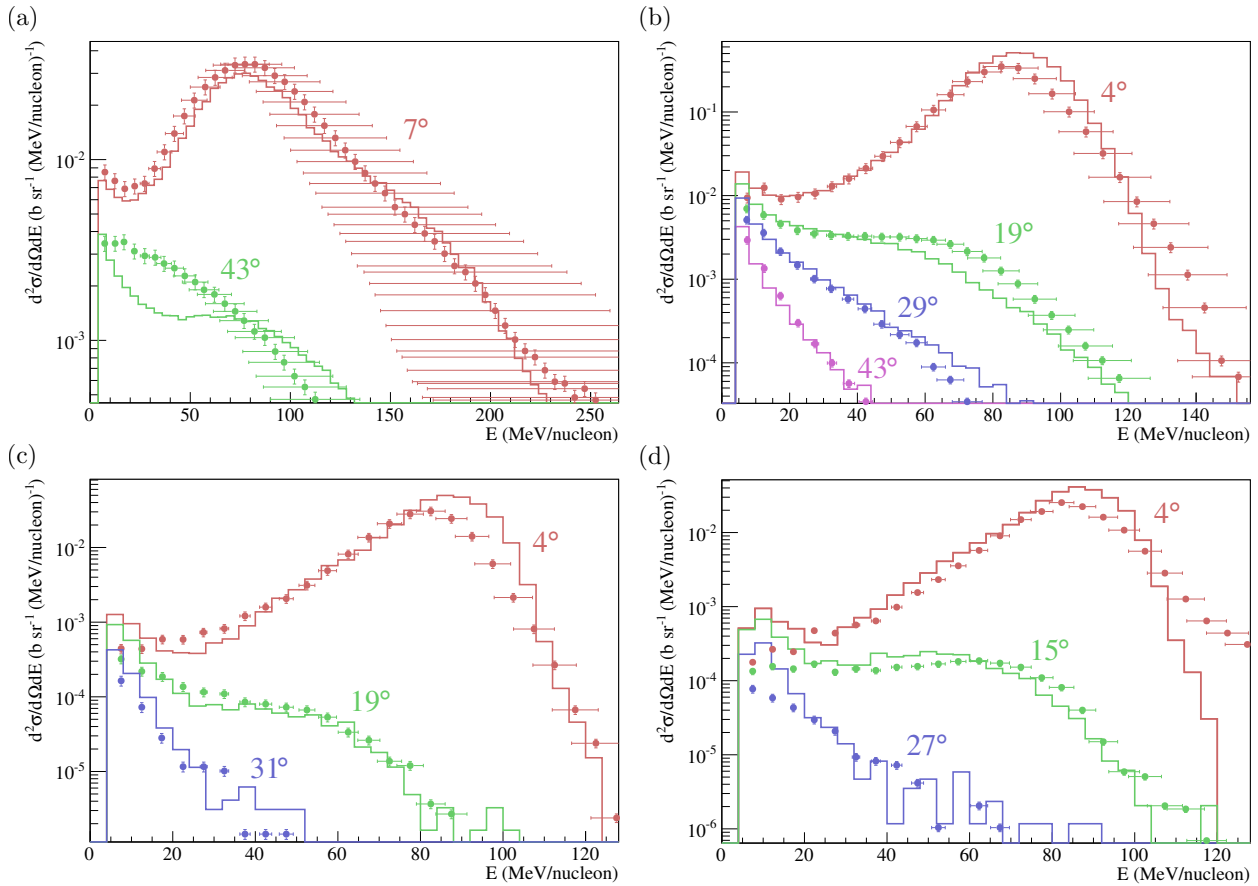 (a)
d²σ/dΩdE (b sr⁻¹ (MeV/nucleon)⁻¹)
10⁻²
10⁻³
7°
43°
0 50 100 150 200 250
E (MeV/nucleon)
(b)
d²σ/dΩdE (b sr⁻¹ (MeV/nucleon)⁻¹)
10⁻¹
10⁻²
10⁻³
10⁻⁴
4°
19°
29°
43°
0 20 40 60 80 100 120 140
E (MeV/nucleon)
(c)
d²σ/dΩdE (b sr⁻¹ (MeV/nucleon)⁻¹)
10⁻²
10⁻³
10⁻⁴
10⁻⁵
4°
19°
31°
0 20 40 60 80 100 120
E (MeV/nucleon)
(d)
d²σ/dΩdE (b sr⁻¹ (MeV/nucleon)⁻¹)
10⁻²
10⁻³
10⁻⁴
10⁻⁵
10⁻⁶
4°
15°
27°
0 20 40 60 80 100 120
E (MeV/nucleon)